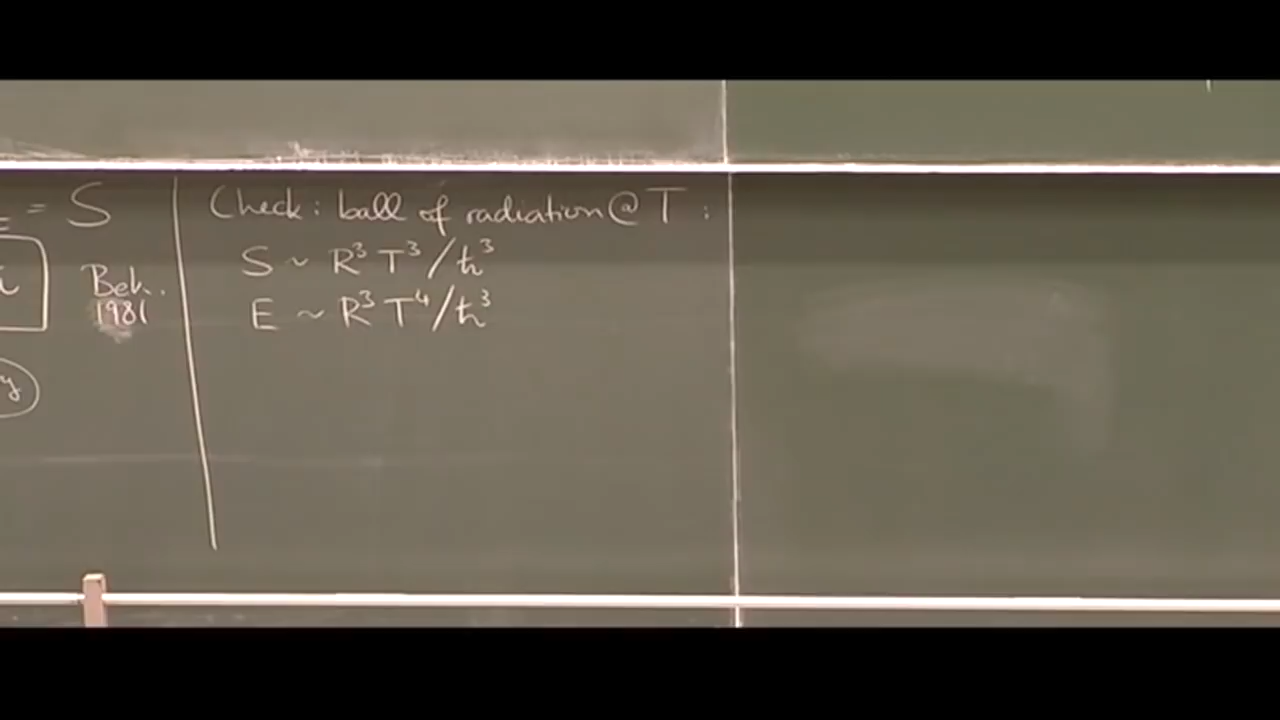 = S
Check: ball of radiation @ T :
S ~ R³ T³ / ħ³
Bek.
1981
E ~ R³ T⁴ / ħ³